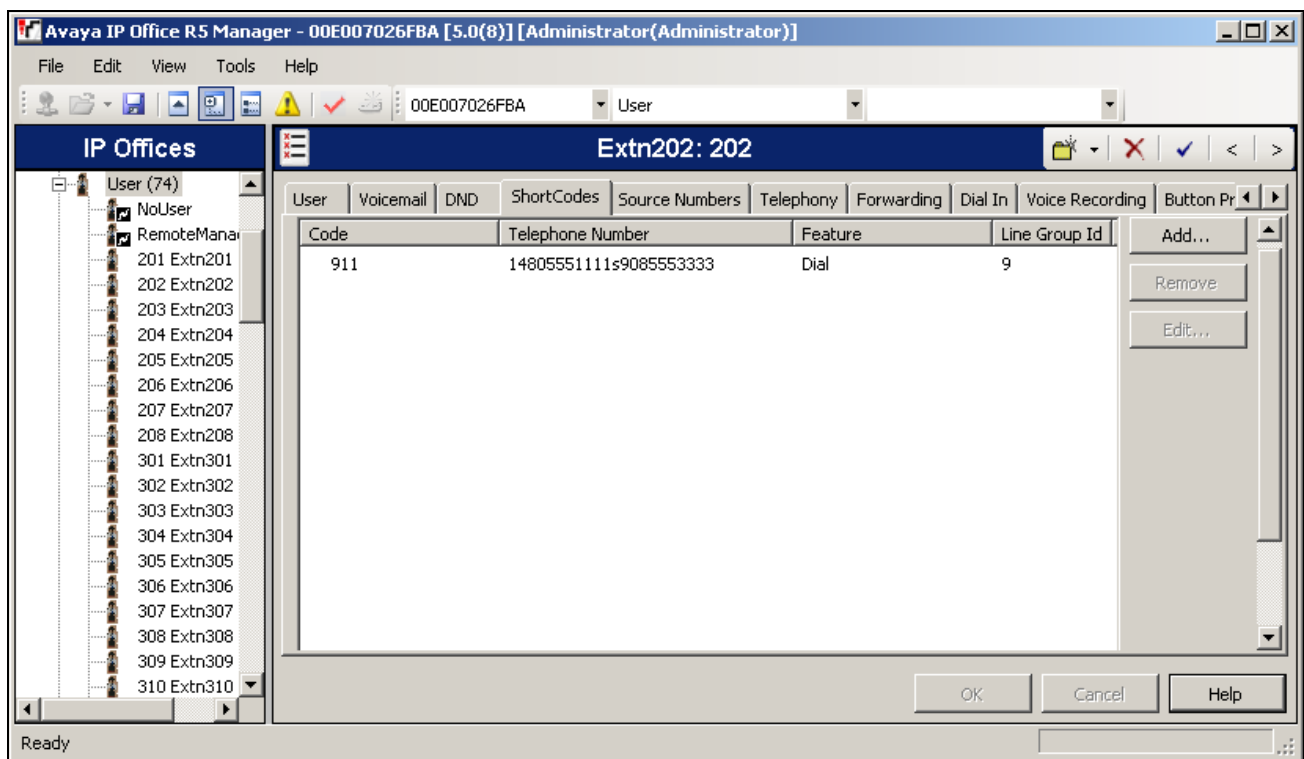 Avaya IP Office R5 Manager - 00E007026FBA [5.0(8)] [Administrator(Administrator)]
File Edit View Tools Help
00E007026FBA User
IP Offices
Extn202: 202
User (74)
NoUser
RemoteMana
201 Extn201
202 Extn202
203 Extn203
204 Extn204
205 Extn205
206 Extn206
207 Extn207
208 Extn208
301 Extn301
302 Extn302
303 Extn303
304 Extn304
305 Extn305
306 Extn306
307 Extn307
308 Extn308
309 Extn309
310 Extn310
User Voicemail DND ShortCodes Source Numbers Telephony Forwarding Dial In Voice Recording Button Pr
Code Telephone Number Feature Line Group Id
911 14805551111s9085553333 Dial 9
Add...
Remove
Edit...
OK Cancel Help
Ready